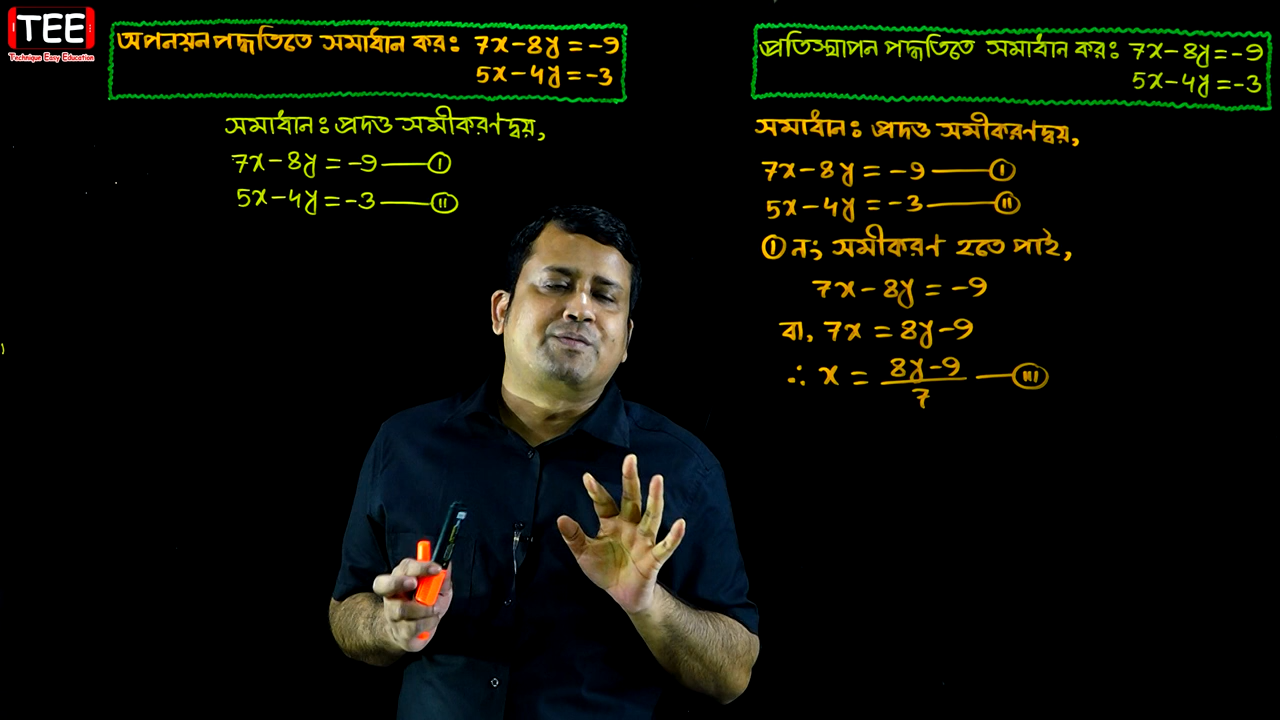 TEE
Technique Easy Education
অপনয়ন পদ্ধতিতে সমাধান কর: 7x-8y=-9
5x-4y=-3
সমাধান: প্রদত্ত সমীকরণদ্বয়,
7x-8y=-9 — (I)
5x-4y=-3 — (II)
প্রতিস্থাপন পদ্ধতিতে সমাধান কর: 7x-8y=-9
5x-4y=-3
সমাধান: প্রদত্ত সমীকরণদ্বয়,
7x-8y=-9 — (I)
5x-4y=-3 — (II)
(I) নং সমীকরণ হতে পাই,
7x-8y=-9
বা, 7x=8y-9
∴ x = (8y-9)/7 — (III)